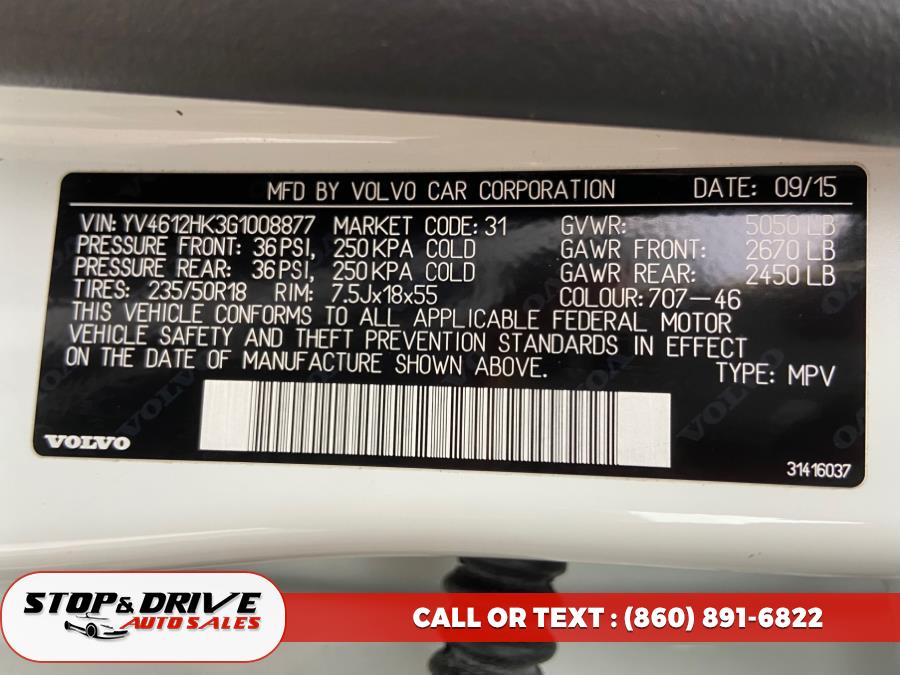 MFD BY VOLVO CAR CORPORATION DATE: 09/15
VIN: YV4612HK3G1008877 MARKET CODE: 31 GVWR: 5050 LB
PRESSURE FRONT: 36 PSI, 250 KPA COLD GAWR FRONT: 2670 LB
PRESSURE REAR: 36 PSI, 250 KPA COLD GAWR REAR: 2450 LB
TIRES: 235/50R18 RIM: 7.5Jx18x55 COLOUR: 707-46
THIS VEHICLE CONFORMS TO ALL APPLICABLE FEDERAL MOTOR
VEHICLE SAFETY AND THEFT PREVENTION STANDARDS IN EFFECT
ON THE DATE OF MANUFACTURE SHOWN ABOVE. TYPE: MPV
VOLVO
31416037
STOP & DRIVE
AUTO SALES
CALL OR TEXT : (860) 891-6822